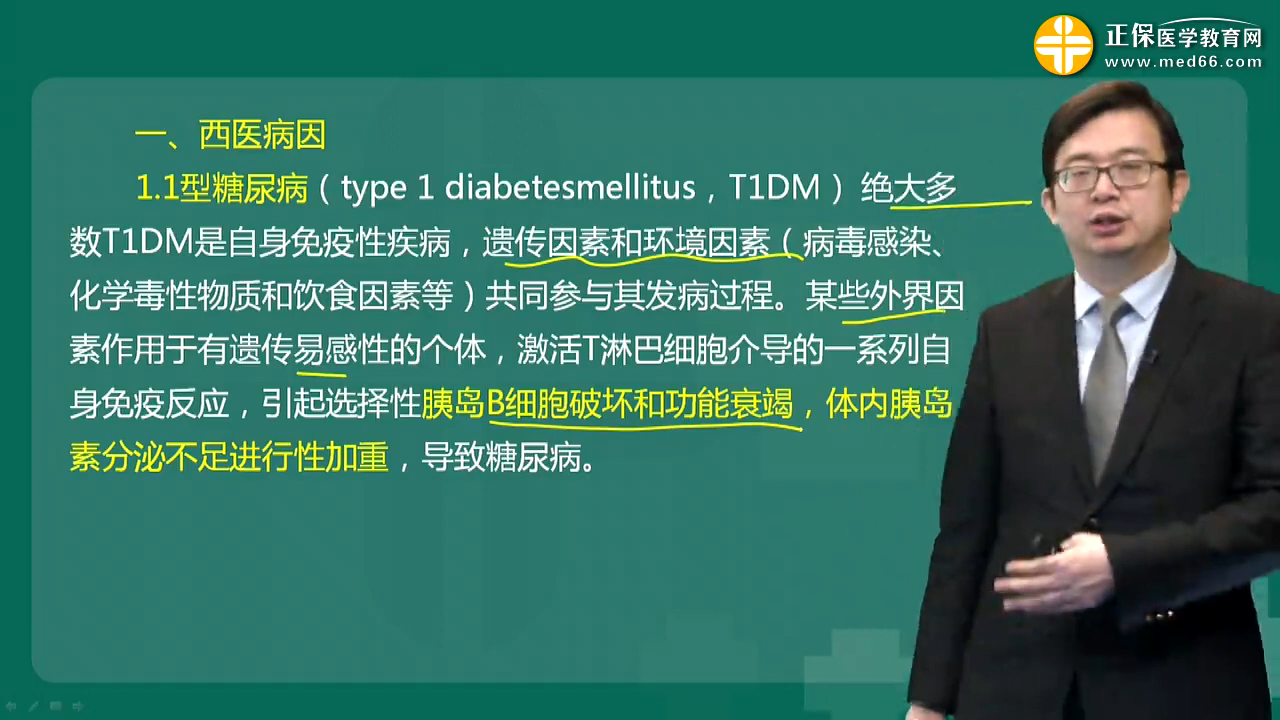 正保医学教育网
www.med66.com
一、西医病因
1.1型糖尿病（type 1 diabetesmellitus，T1DM）绝大多
数T1DM是自身免疫性疾病，遗传因素和环境因素（病毒感染、
化学毒性物质和饮食因素等）共同参与其发病过程。某些外界因
素作用于有遗传易感性的个体，激活T淋巴细胞介导的一系列自
身免疫反应，引起选择性胰岛B细胞破坏和功能衰竭，体内胰岛
素分泌不足进行性加重，导致糖尿病。